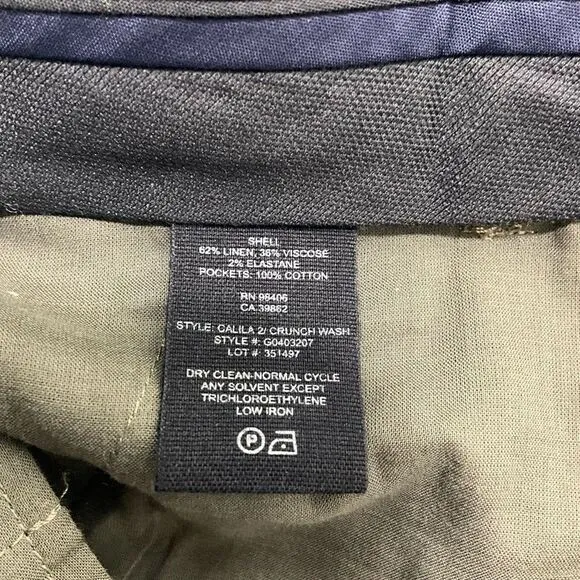 SHELL
62% LINEN, 36% VISCOSE
2% ELASTANE
POCKETS: 100% COTTON
RN 98406
CA 39862
STYLE: CALILA 2/ CRUNCH WASH
STYLE #: G0403207
LOT #: 351497
DRY CLEAN-NORMAL CYCLE
ANY SOLVENT EXCEPT
TRICHLOROETHYLENE
LOW IRON
P